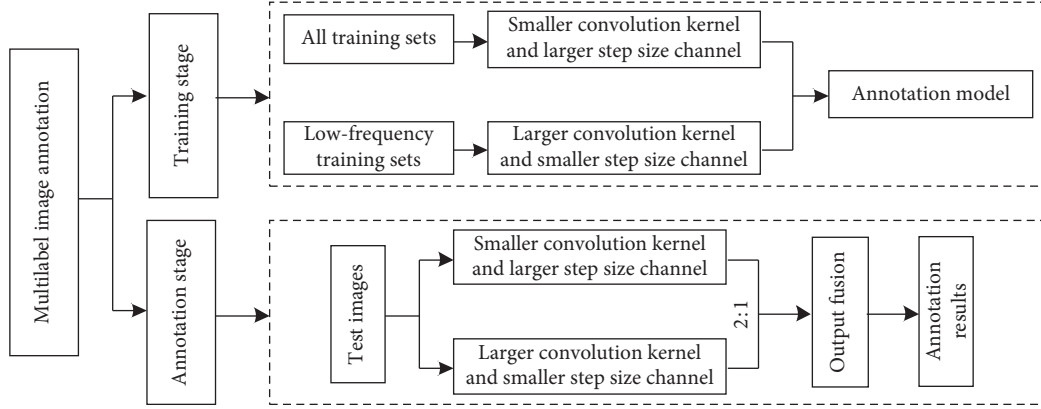 Multilabel image annotation
Training stage
All training sets
Smaller convolution kernel
and larger step size channel
Low-frequency
training sets
Larger convolution kernel
and smaller step size channel
Annotation model
Annotation stage
Test images
Smaller convolution kernel
and larger step size channel
Larger convolution kernel
and smaller step size channel
2 : 1
Output fusion
Annotation
results